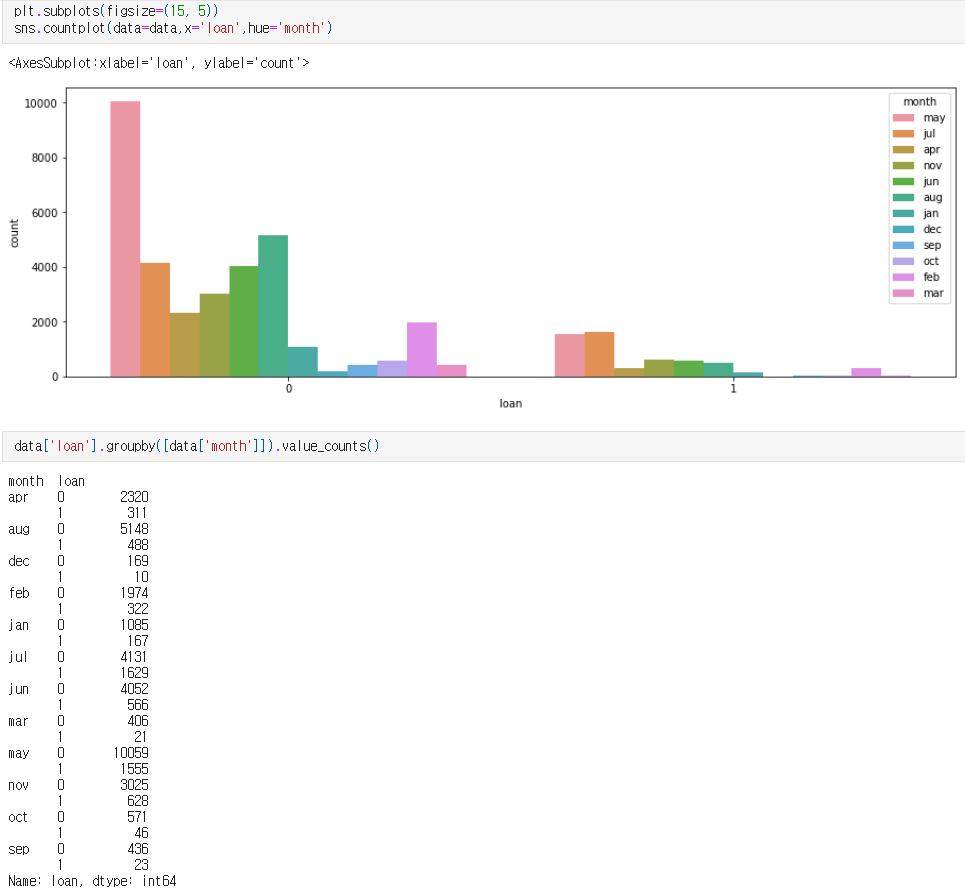 plt.subplots(figsize=(15, 5))
sns.countplot(data=data,x='loan',hue='month')
<AxesSubplot:xlabel='loan', ylabel='count'>
10000
8000
6000
4000
2000
0
count
0
1
loan
month
may
jul
apr
nov
jun
aug
jan
dec
sep
oct
feb
mar
data['loan'].groupby([data['month']]).value_counts()
month loan
apr 0 2320
1 311
aug 0 5148
1 488
dec 0 169
1 10
feb 0 1974
1 322
jan 0 1085
1 167
jul 0 4131
1 1629
jun 0 4052
1 566
mar 0 406
1 21
may 0 10059
1 1555
nov 0 3025
1 628
oct 0 571
1 46
sep 0 436
1 23
Name: loan, dtype: int64